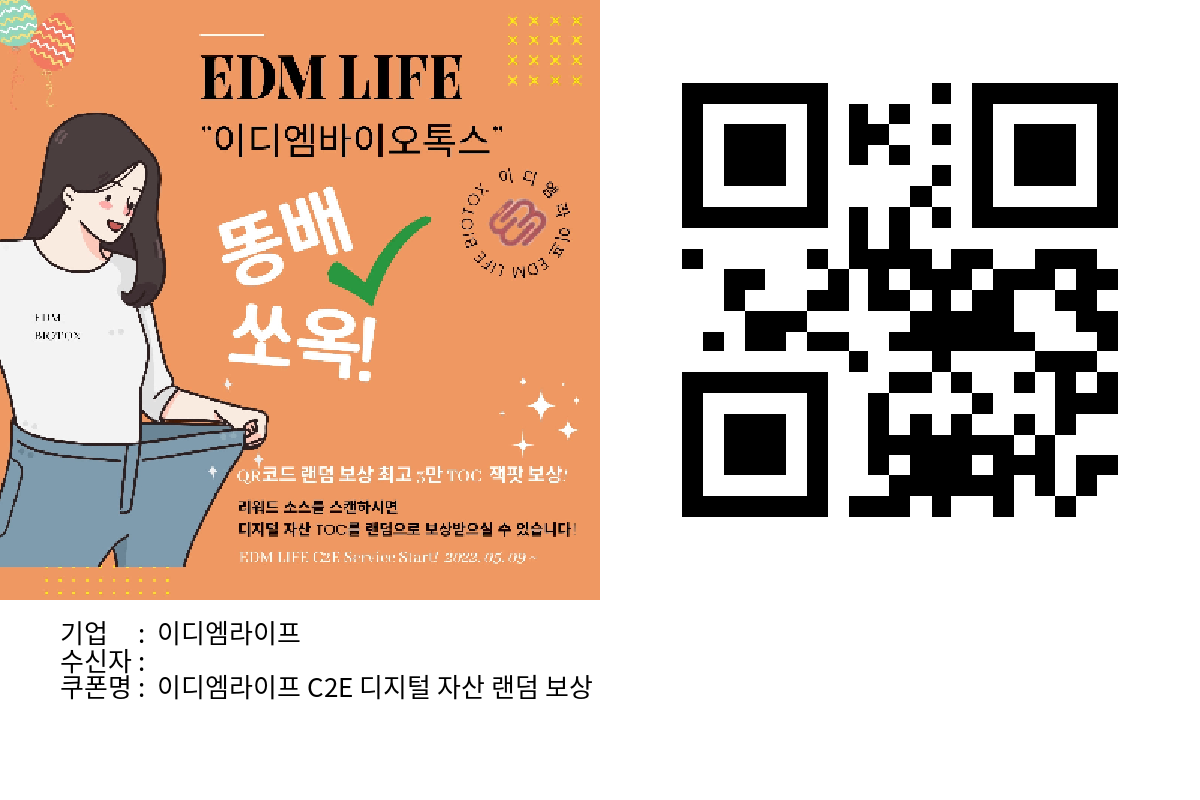 EDM LIFE
"이디엠바이오톡스"
이디엠라이프 EDM LIFE BIOTOX
똥배
쏘옥!
EDM
BIOTOX
QR코드 랜덤 보상 최고 5만 TOC 잭팟 보상!
리워드 소스를 스캔하시면
디지털 자산 TOC를 랜덤으로 보상받으실 수 있습니다!
EDM LIFE C2E Service Start! 2022. 05. 09 ~
기업 : 이디엠라이프
수신자 :
쿠폰명 : 이디엠라이프 C2E 디지털 자산 랜덤 보상